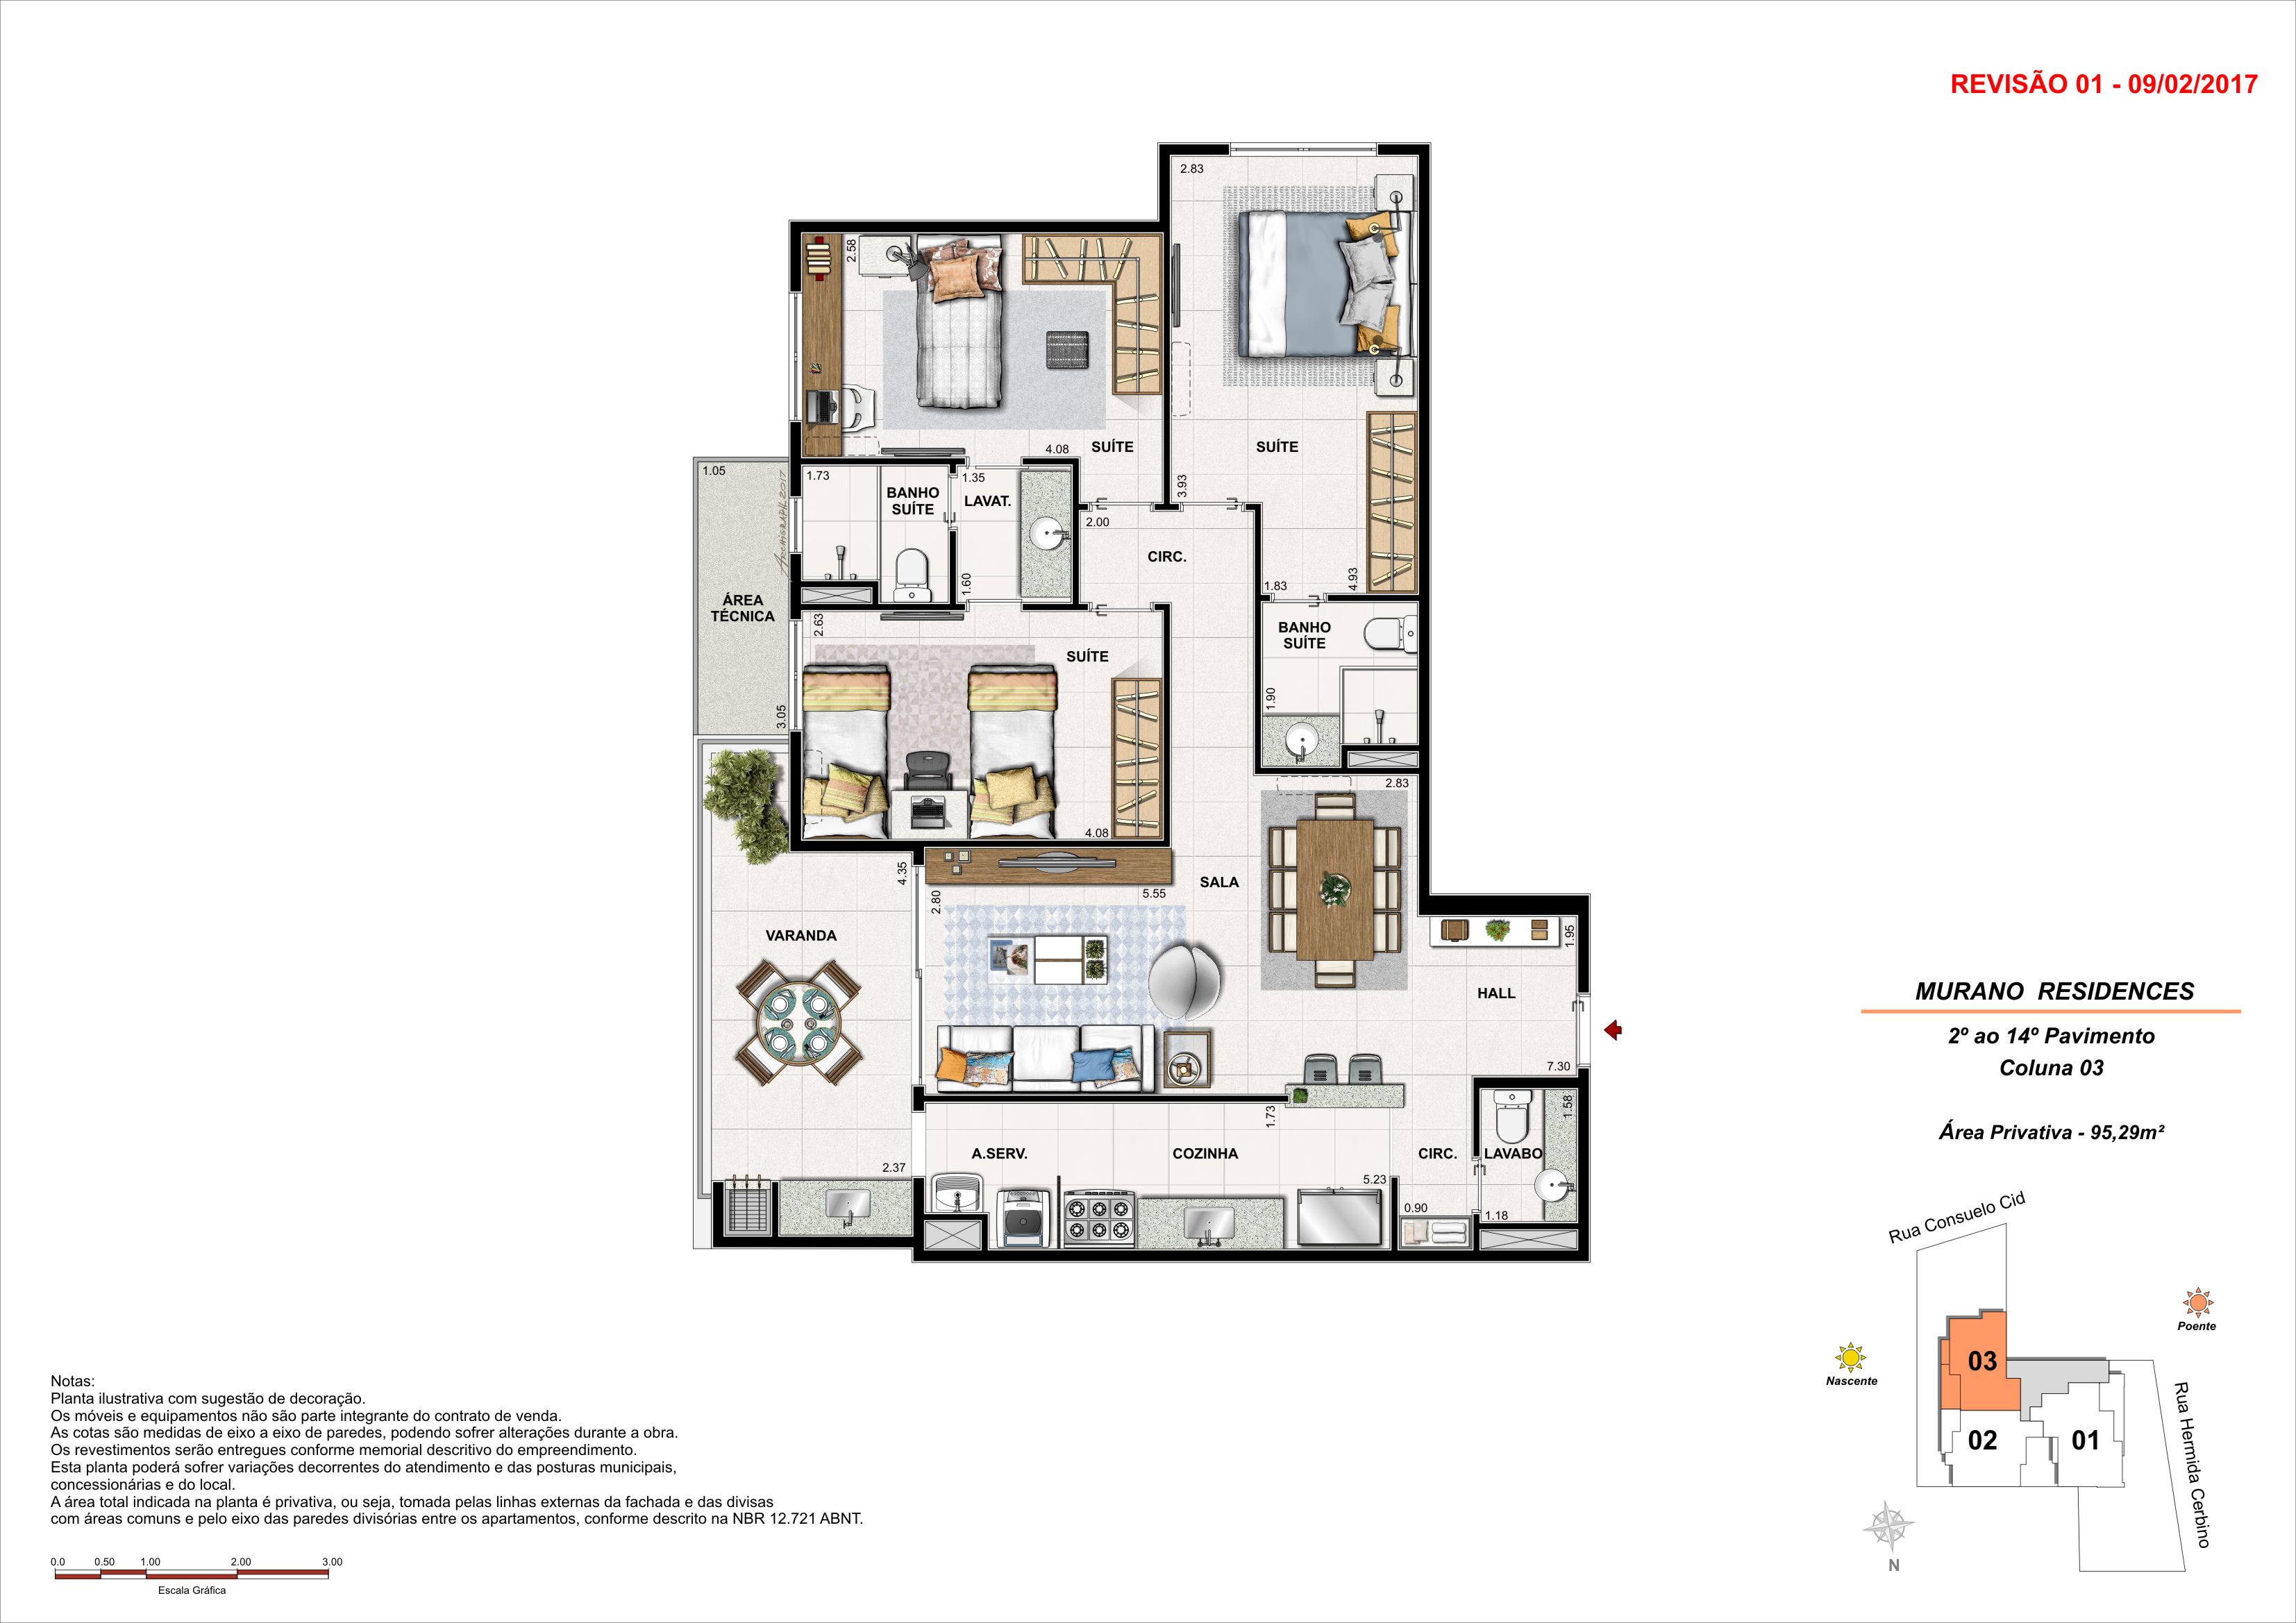 REVISÃO 01 - 09/02/2017
2.83
2.58
4.08
SUÍTE
SUÍTE
3.93
1.05
1.73
BANHO
SUÍTE
1.35
LAVAT.
ARCHIGRAPH 2017
2.00
CIRC.
1.60
1.83
4.93
ÁREA
TÉCNICA
2.63
BANHO
SUÍTE
SUÍTE
1.90
3.05
2.83
4.08
4.35
2.80
5.55
SALA
VARANDA
1.95
HALL
7.30
1.73
1.58
A.SERV.
COZINHA
CIRC.
LAVABO
2.37
5.23
0.90
1.18
MURANO RESIDENCES
2º ao 14º Pavimento
Coluna 03
Área Privativa - 95,29m²
Rua Consuelo Cid
Poente
Nascente
03
02
01
Rua Hermida Cerbino
N
Notas:
Planta ilustrativa com sugestão de decoração.
Os móveis e equipamentos não são parte integrante do contrato de venda.
As cotas são medidas de eixo a eixo de paredes, podendo sofrer alterações durante a obra.
Os revestimentos serão entregues conforme memorial descritivo do empreendimento.
Esta planta poderá sofrer variações decorrentes do atendimento e das posturas municipais,
concessionárias e do local.
A área total indicada na planta é privativa, ou seja, tomada pelas linhas externas da fachada e das divisas
com áreas comuns e pelo eixo das paredes divisórias entre os apartamentos, conforme descrito na NBR 12.721 ABNT.
0.0 0.50 1.00 2.00 3.00
Escala Gráfica